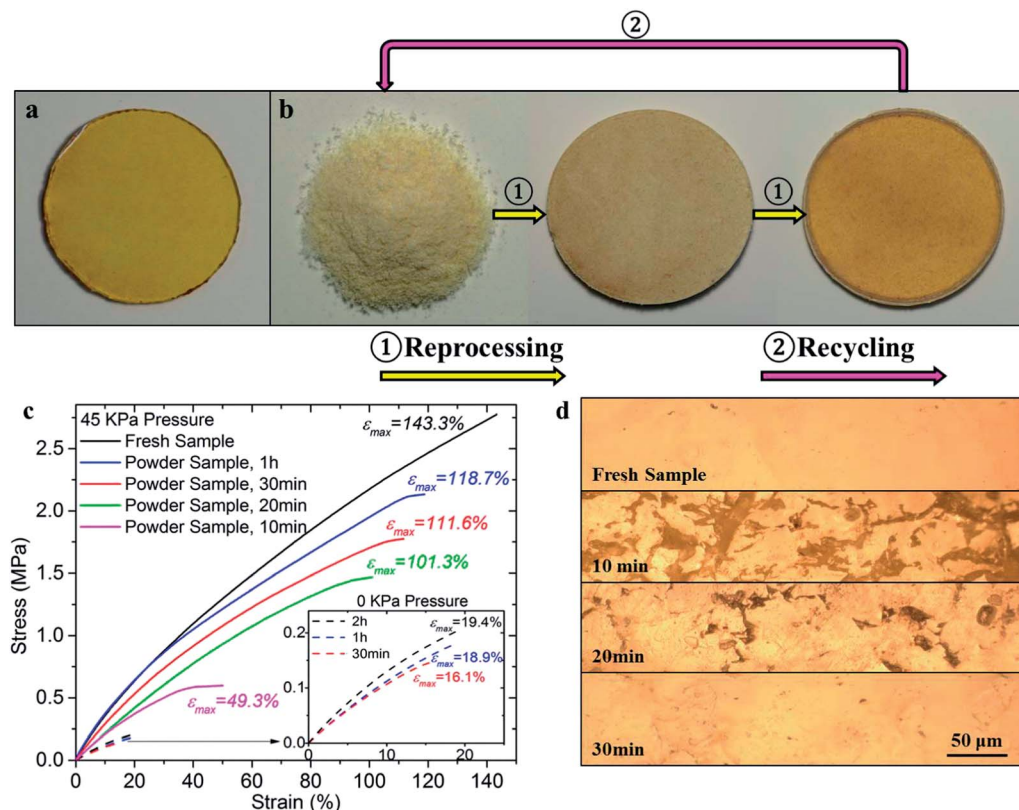 ②
a
b
①
①
① Reprocessing
② Recycling
c
45 KPa Pressure
Fresh Sample
Powder Sample, 1h
Powder Sample, 30min
Powder Sample, 20min
Powder Sample, 10min
εmax=143.3%
εmax=118.7%
εmax=111.6%
εmax=101.3%
εmax=49.3%
Stress (MPa)
2.5
2.0
1.5
1.0
0.5
0.0
0 20 40 60 80 100 120 140
Strain (%)
0 KPa Pressure
2h
1h
30min
εmax=19.4%
εmax=18.9%
εmax=16.1%
0.2
0.1
0.0
0 10 20
d
Fresh Sample
10 min
20min
30min
50 μm